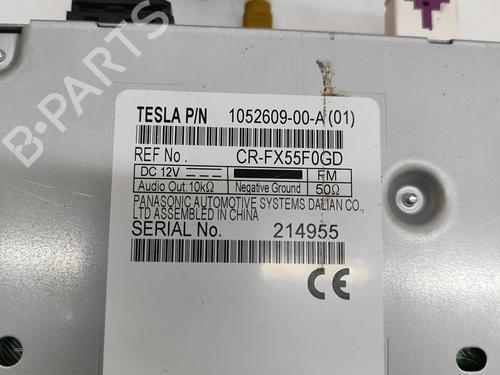 B-PARTS
TESLA P/N 1052609-00-A (01)
REF No. CR-FX55F0GD
DC 12V FM
Audio Out:10kΩ Negative Ground 50Ω
PANASONIC AUTOMOTIVE SYSTEMS DALIAN CO.,
LTD ASSEMBLED IN CHINA
SERIAL No. 214955
CE